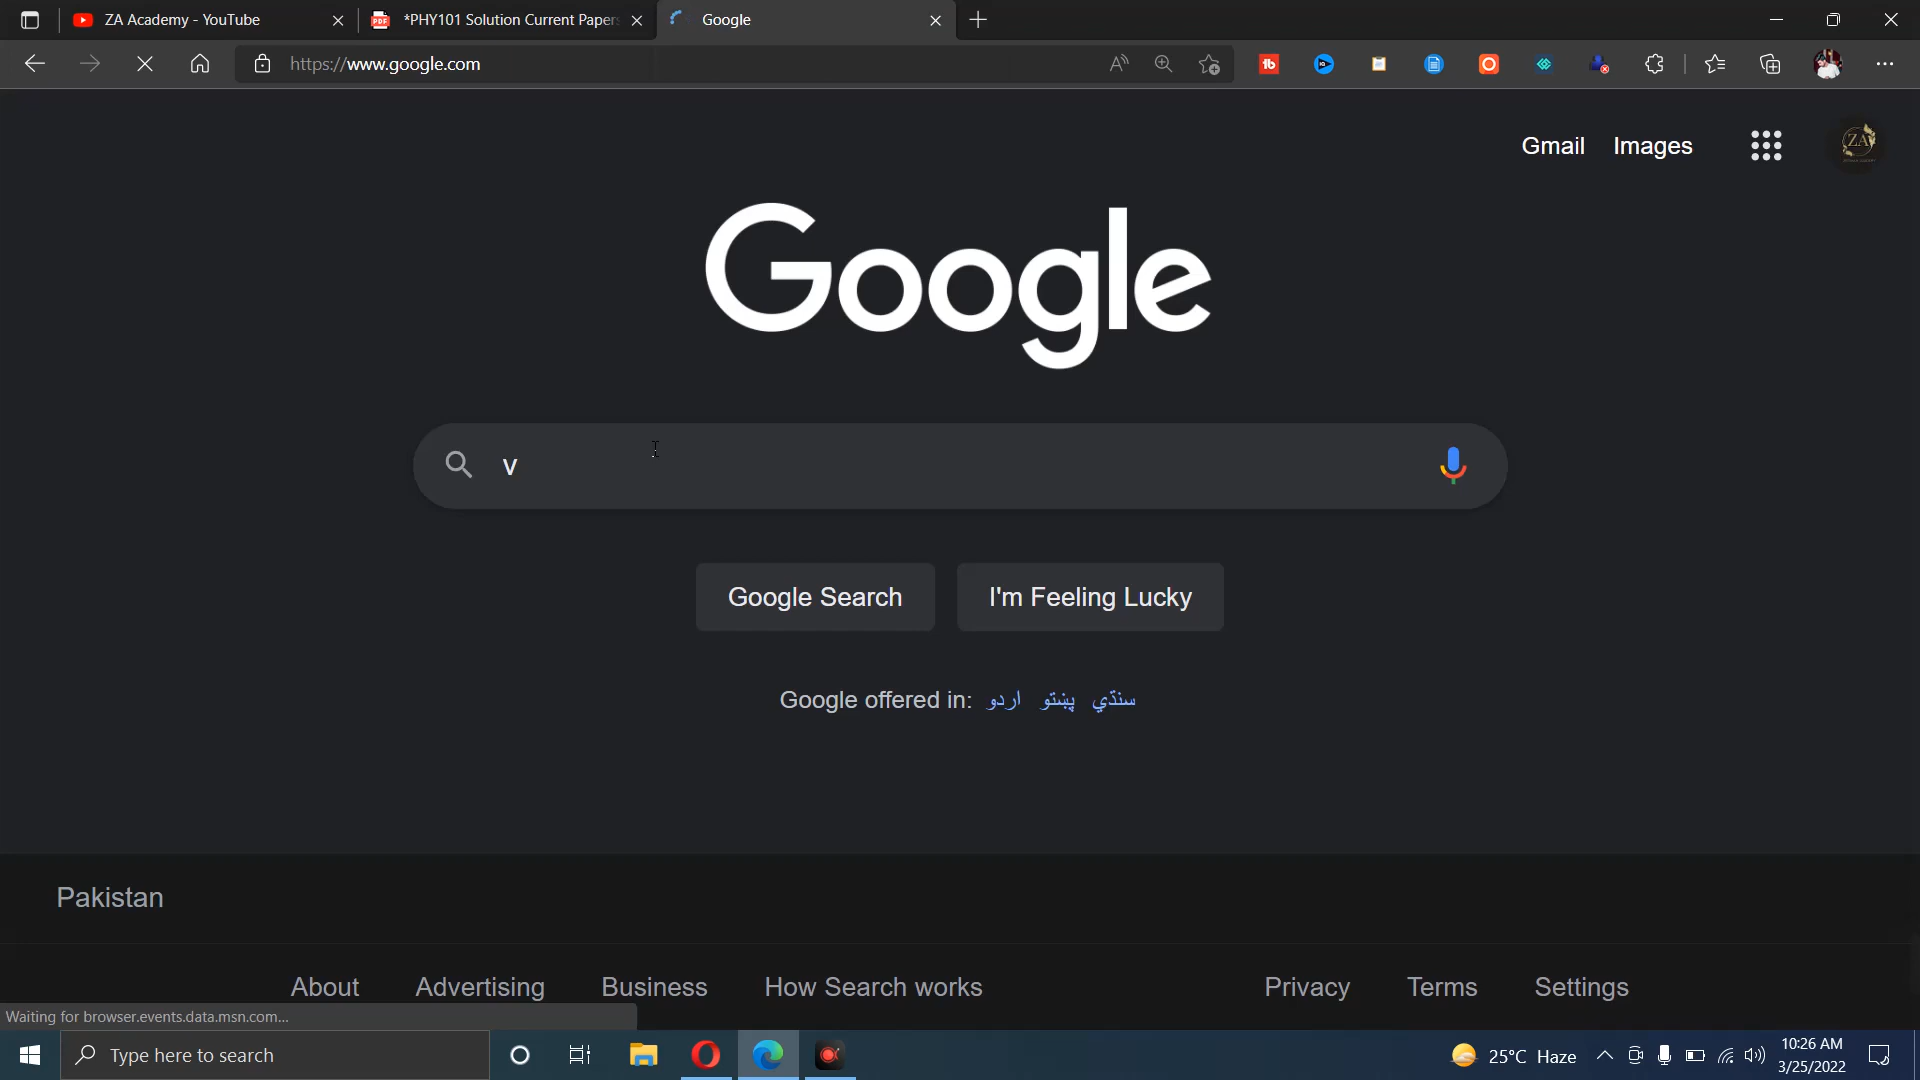 ZA Academy - YouTube
*PHY101 Solution Current Papers
Google
https://www.google.com
Gmail
Images
ZA
Google
v
Google Search
I'm Feeling Lucky
Google offered in: اردو پښتو سنڌي
Pakistan
About
Advertising
Business
How Search works
Privacy
Terms
Settings
Waiting for browser.events.data.msn.com...
Type here to search
25°C Haze
10:26 AM
3/25/2022